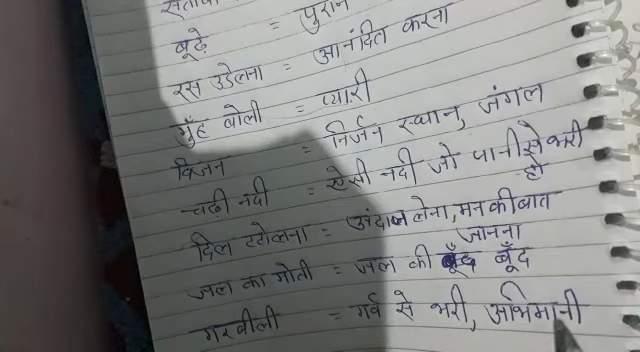 बूढ़े = पुराने
रस उडेलना = आनंदित करना
मुँह बोली = प्यारी
विजन = निर्जन स्थान, जंगल
चढ़ी नदी = ऐसी नदी जो पानी से भरी
हो
दिल टटोलना = अंदाज लेना, मन की बात
जानना
जल का मोती = जल की बूँद
गरबीली = गर्व से भरी, अभिमानी